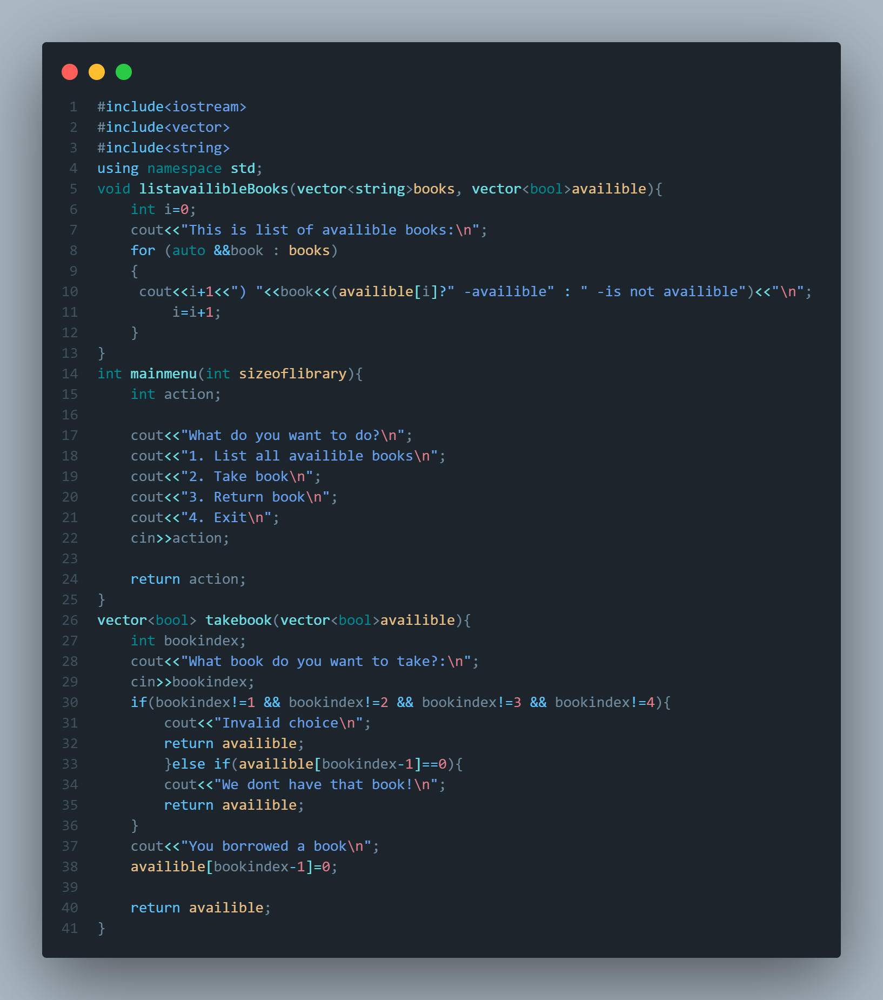 1 #include<iostream>
2 #include<vector>
3 #include<string>
4 using namespace std;
5 void listavailibleBooks(vector<string>books, vector<bool>availible){
6     int i=0;
7     cout<<"This is list of availible books:\n";
8     for (auto &&book : books)
9     {
10      cout<<i+1<<") "<<book<<(availible[i]?" -availible" : " -is not availible")<<"\n";
11          i=i+1;
12     }
13 }
14 int mainmenu(int sizeoflibrary){
15     int action;
16
17     cout<<"What do you want to do?\n";
18     cout<<"1. List all availible books\n";
19     cout<<"2. Take book\n";
20     cout<<"3. Return book\n";
21     cout<<"4. Exit\n";
22     cin>>action;
23
24     return action;
25 }
26 vector<bool> takebook(vector<bool>availible){
27     int bookindex;
28     cout<<"What book do you want to take?:\n";
29     cin>>bookindex;
30     if(bookindex!=1 && bookindex!=2 && bookindex!=3 && bookindex!=4){
31         cout<<"Invalid choice\n";
32         return availible;
33         }else if(availible[bookindex-1]==0){
34         cout<<"We dont have that book!\n";
35         return availible;
36     }
37     cout<<"You borrowed a book\n";
38     availible[bookindex-1]=0;
39
40     return availible;
41 }